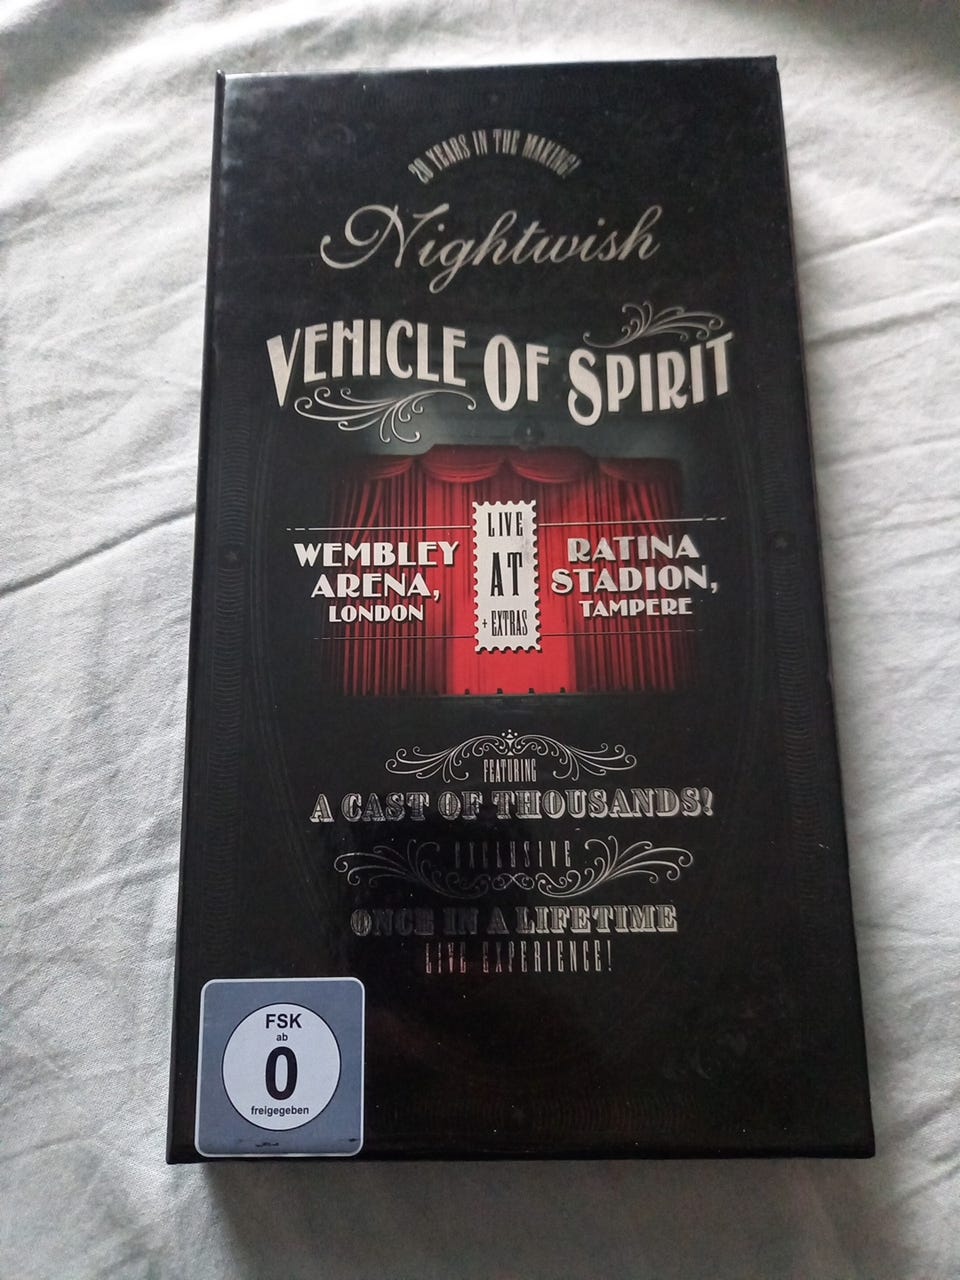 20 YEARS IN THE MAKING!
Nightwish
VEHICLE OF SPIRIT
LIVE
AT
+ EXTRAS
WEMBLEY
ARENA,
LONDON
RATINA
STADION,
TAMPERE
FEATURING
A CAST OF THOUSANDS!
EXCLUSIVE
ONCE IN A LIFETIME
LIVE EXPERIENCE!
FSK
ab
0
freigegeben